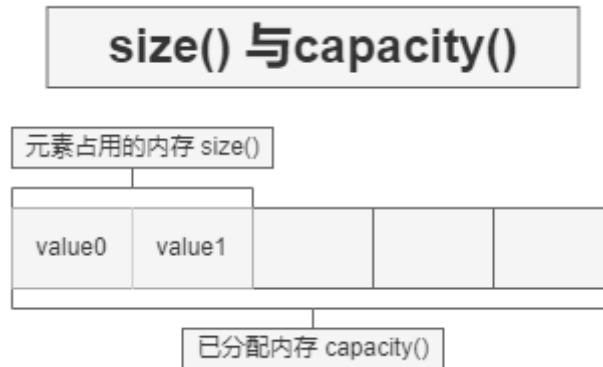 size() 与capacity()
元素占用的内存 size()
value0 value1
已分配内存 capacity()